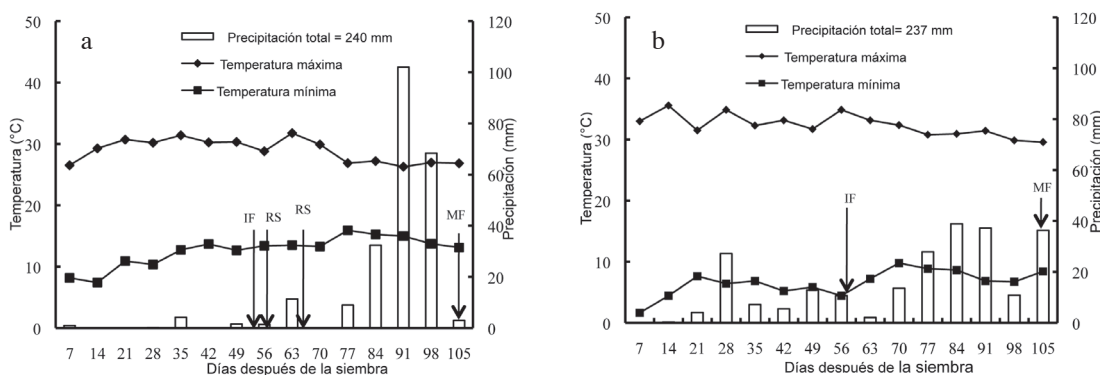 a
Precipitación total = 240 mm
Temperatura máxima
Temperatura mínima
Temperatura (°C)
50
40
30
20
10
0
Precipitación (mm)
120
100
80
60
40
20
0
IF
RS
RS
MF
7 14 21 28 35 42 49 56 63 70 77 84 91 98 105
Días después de la siembra
b
Precipitación total= 237 mm
Temperatura máxima
Temperatura mínima
Temperatura (°C)
50
40
30
20
10
0
Precipitación (mm)
120
100
80
60
40
20
0
IF
MF
7 14 21 28 35 42 49 56 63 70 77 84 91 98 105
Días después de la siembra